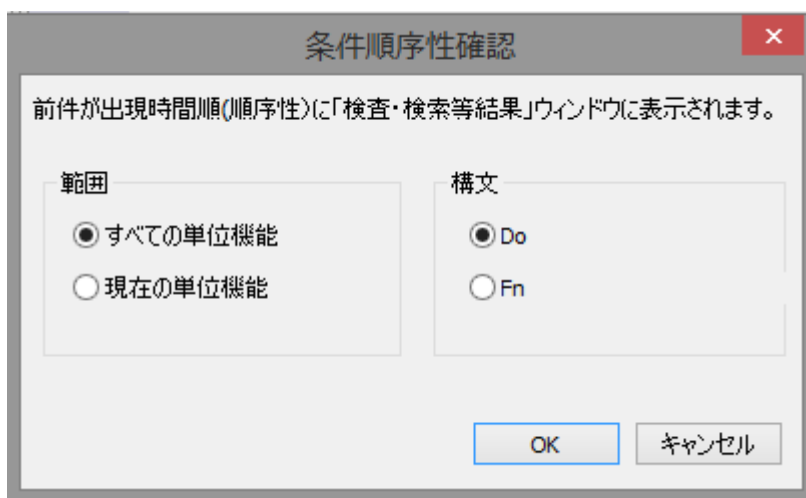 条件順序性確認
前件が出現時間順(順序性)に「検査・検索等結果」ウィンドウに表示されます。
範囲
すべての単位機能
現在の単位機能
構文
Do
Fn
OK
キャンセル